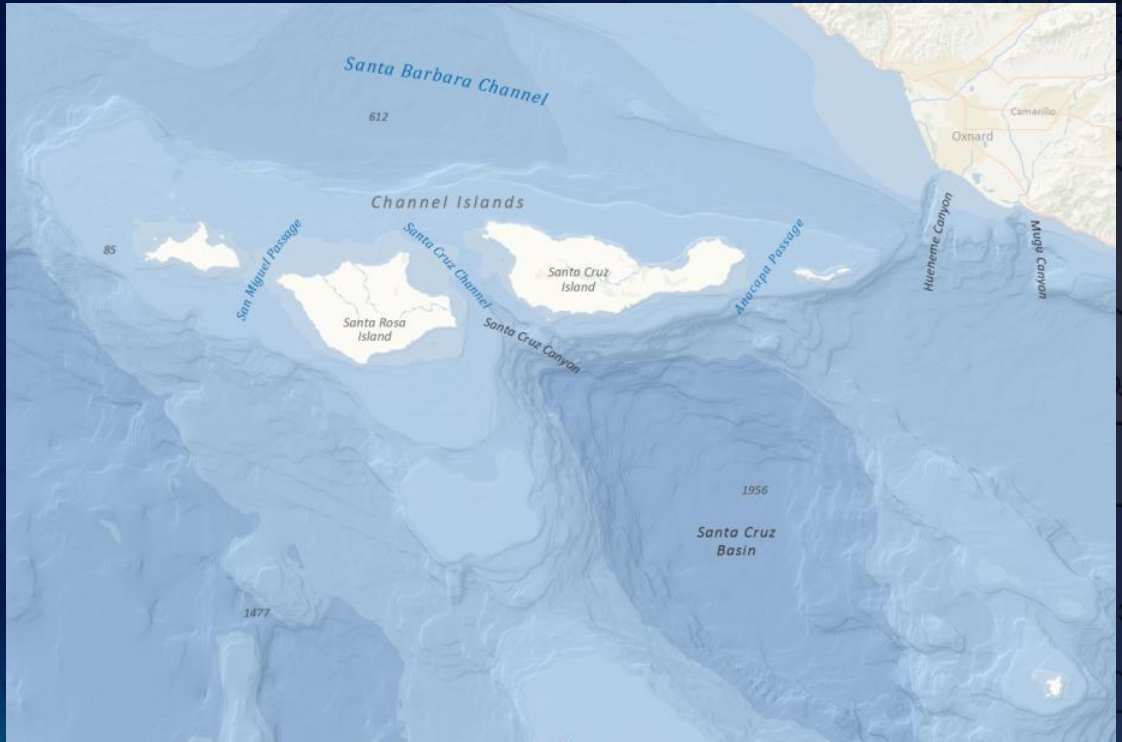 Santa Barbara Channel
612
Camarillo
Oxnard
Channel Islands
85
San Miguel Passage
Santa Cruz Channel
Santa Cruz
Island
Anacapa Passage
Hueneme Canyon
Mugu Canyon
Santa Rosa
Island
Santa Cruz Canyon
1956
Santa Cruz
Basin
1477